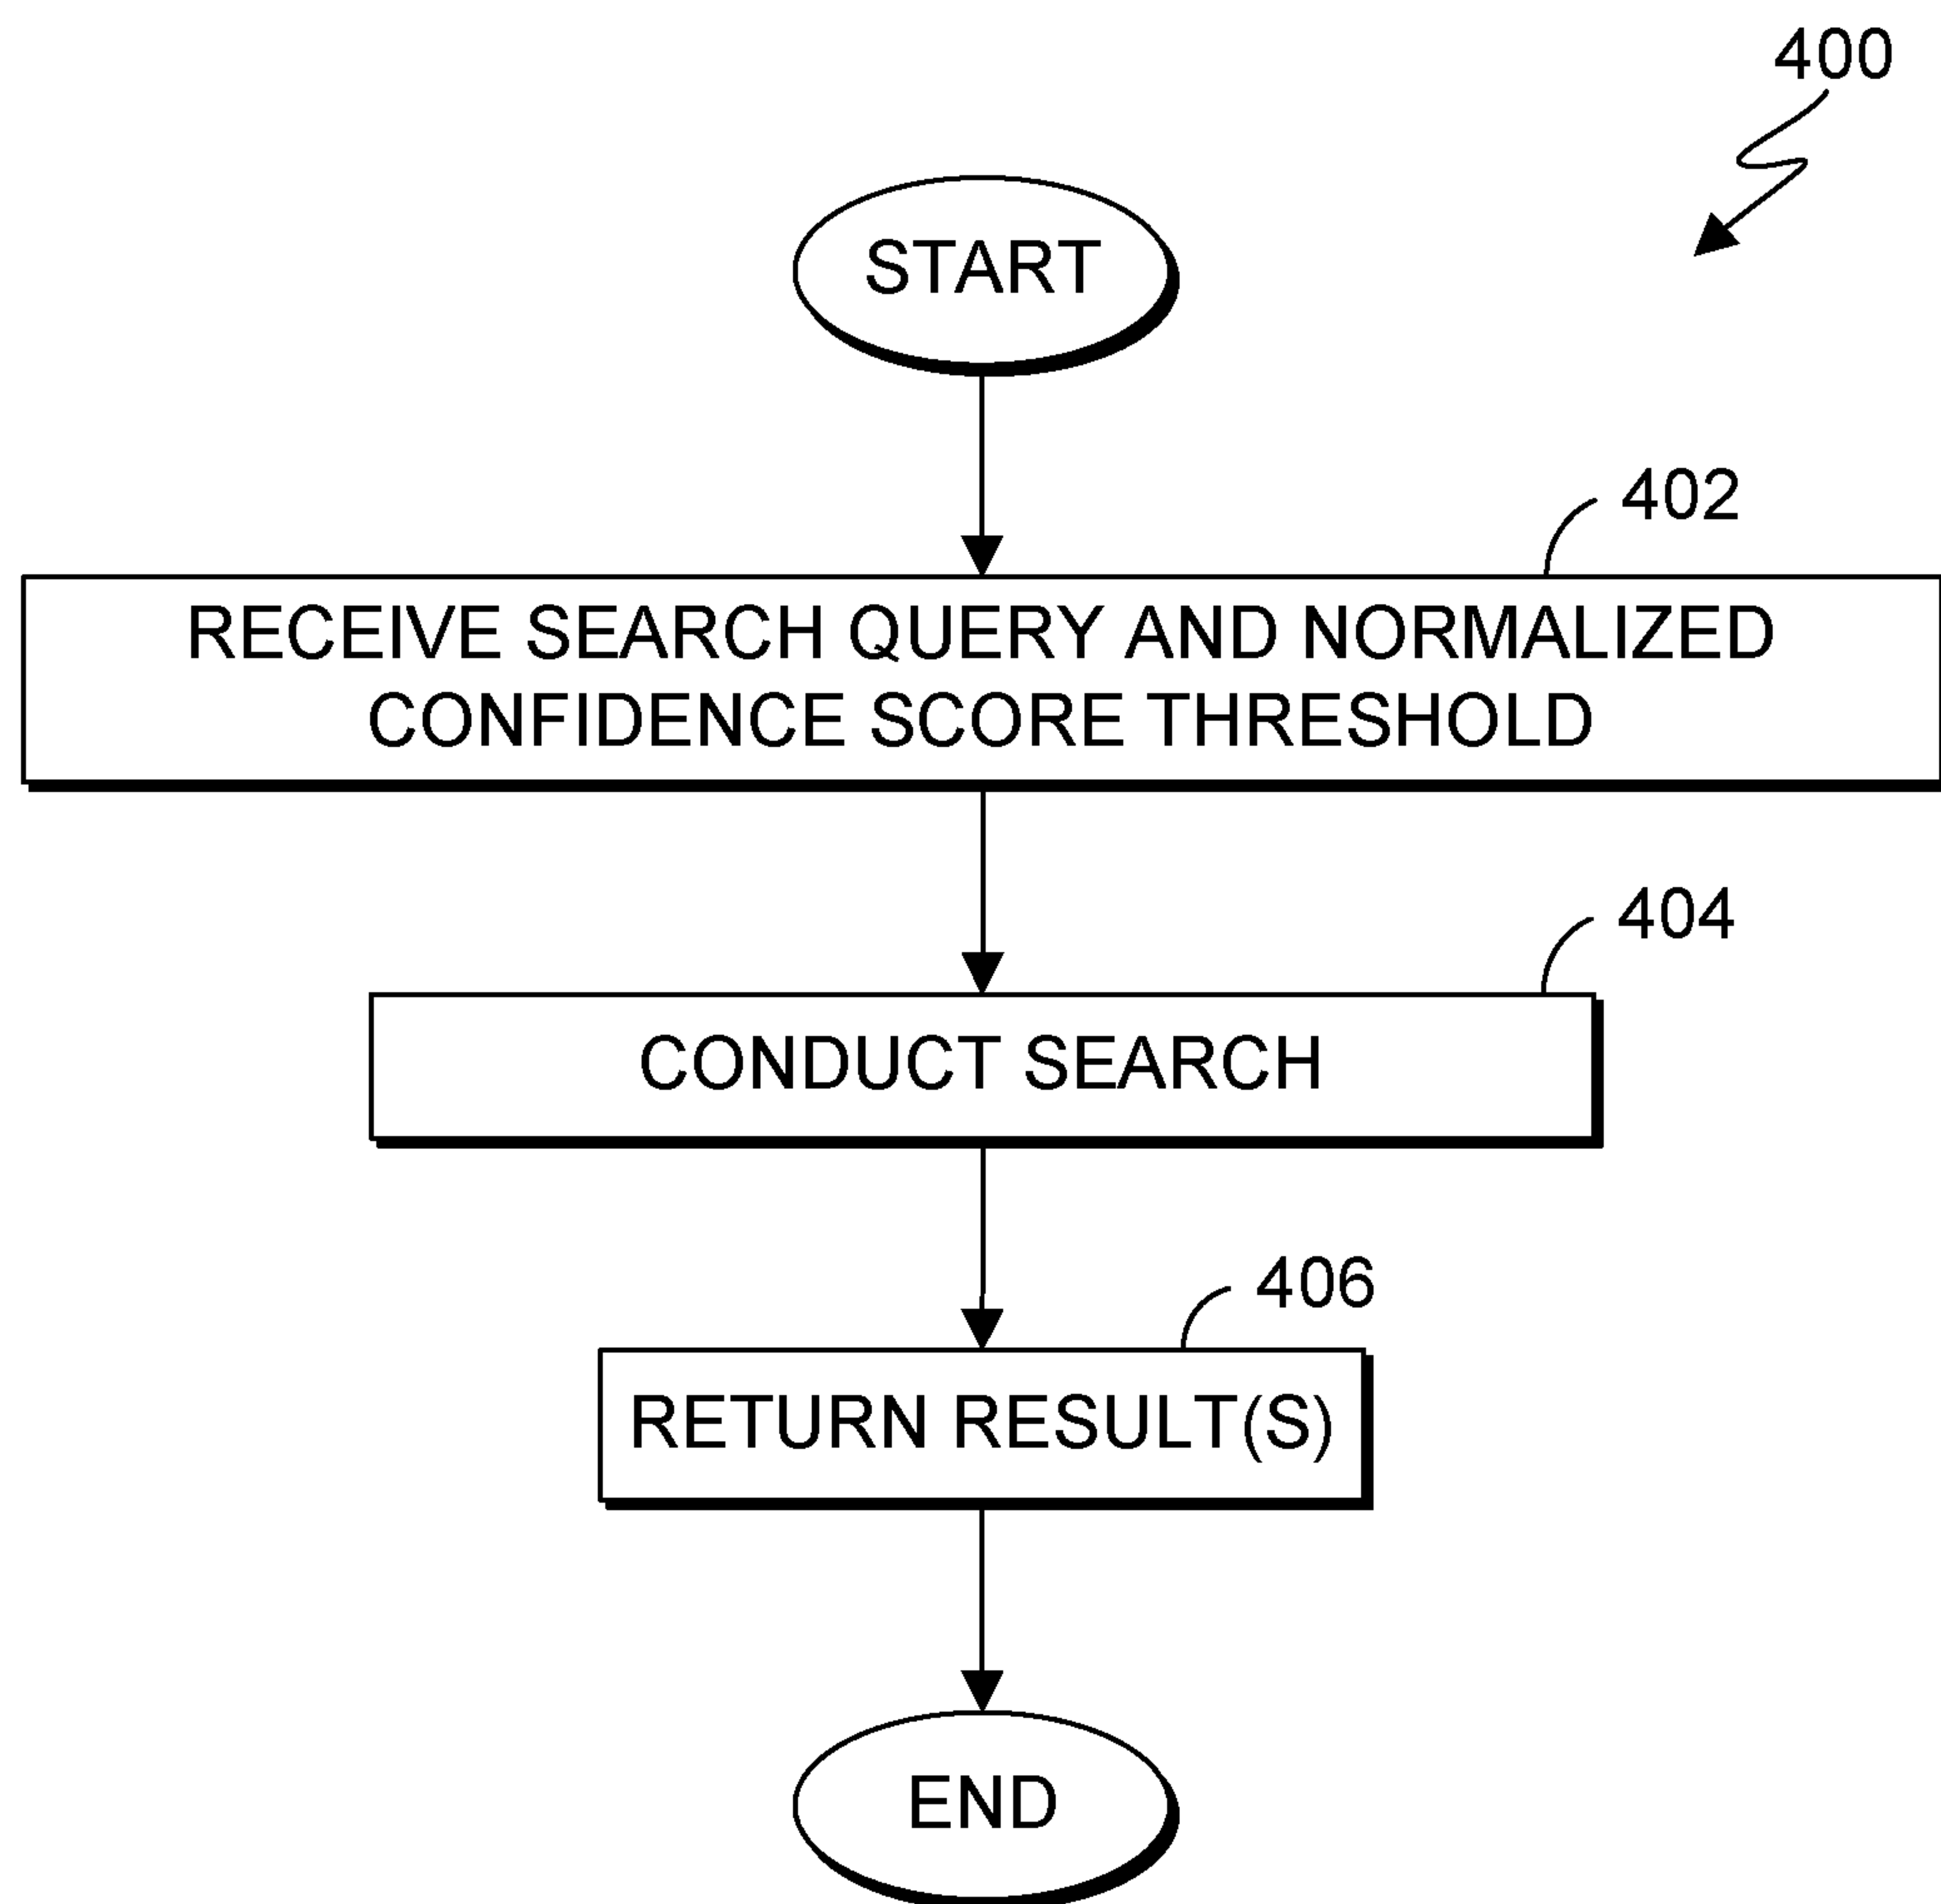 400
START
402
RECEIVE SEARCH QUERY AND NORMALIZED
CONFIDENCE SCORE THRESHOLD
404
CONDUCT SEARCH
406
RETURN RESULT(S)
END